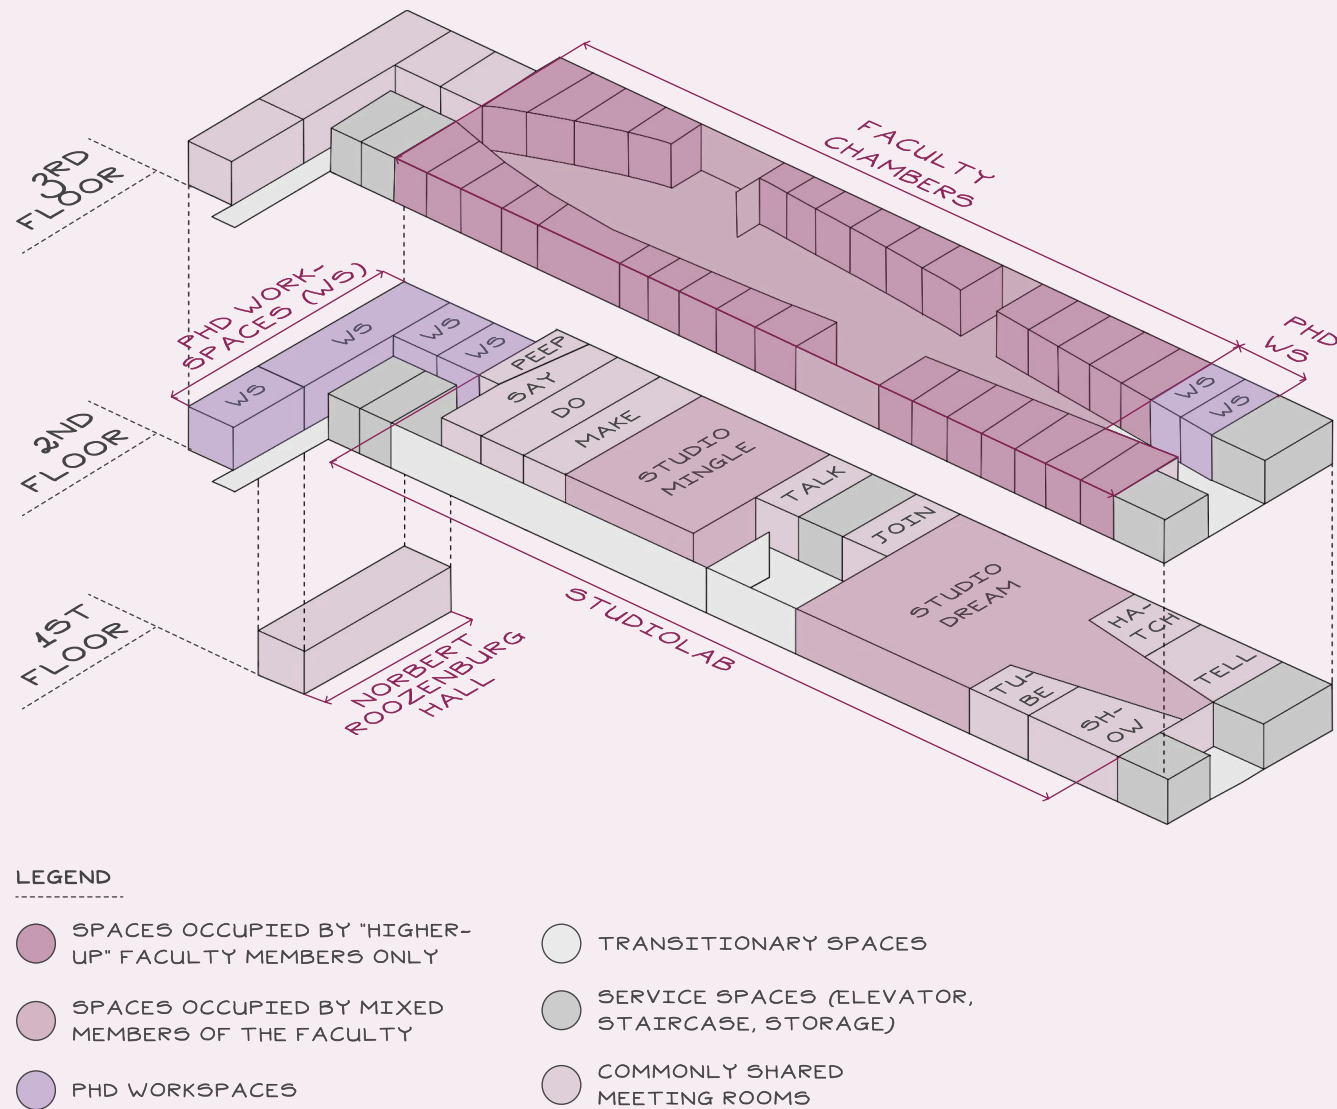 3RD
FLOOR
FACULTY
CHAMBERS
PHD
WS
WS
WS
PHD WORK-
SPACES (WS)
WS
WS
WS
WS
2ND
FLOOR
PEEP
SAY
DO
MAKE
STUDIO
MINGLE
TALK
JOIN
STUDIO
DREAM
HA-
TCH
TELL
TU-
BE
SH-
OW
STUDIOLAB
1ST
FLOOR
NORBERT
ROOZENBURG
HALL
LEGEND
SPACES OCCUPIED BY "HIGHER-
UP" FACULTY MEMBERS ONLY
SPACES OCCUPIED BY MIXED
MEMBERS OF THE FACULTY
PHD WORKSPACES
TRANSITIONARY SPACES
SERVICE SPACES (ELEVATOR,
STAIRCASE, STORAGE)
COMMONLY SHARED
MEETING ROOMS